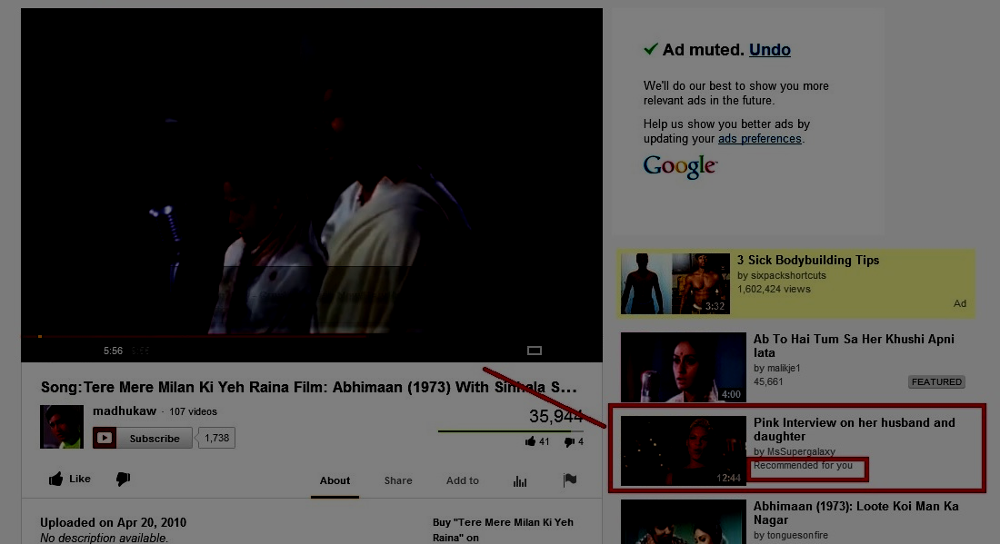 5:56
Song:Tere Mere Milan Ki Yeh Raina Film: Abhimaan (1973) With Sinhala S...
madhukaw · 107 videos
Subscribe
1,738
35,944
41
4
Like
About
Share
Add to
Uploaded on Apr 20, 2010
No description available.
Buy "Tere Mere Milan Ki Yeh
Raina" on
Ad muted. Undo
We'll do our best to show you more
relevant ads in the future.
Help us show you better ads by
updating your ads preferences.
Google
3:32
3 Sick Bodybuilding Tips
by sixpackshortcuts
1,602,424 views
Ad
4:00
Ab To Hai Tum Sa Her Khushi Apni
lata
by malikje1
45,661
FEATURED
12:44
Pink Interview on her husband and
daughter
by MsSupergalaxy
Recommended for you
Abhimaan (1973): Loote Koi Man Ka
Nagar
by tonguesonfire